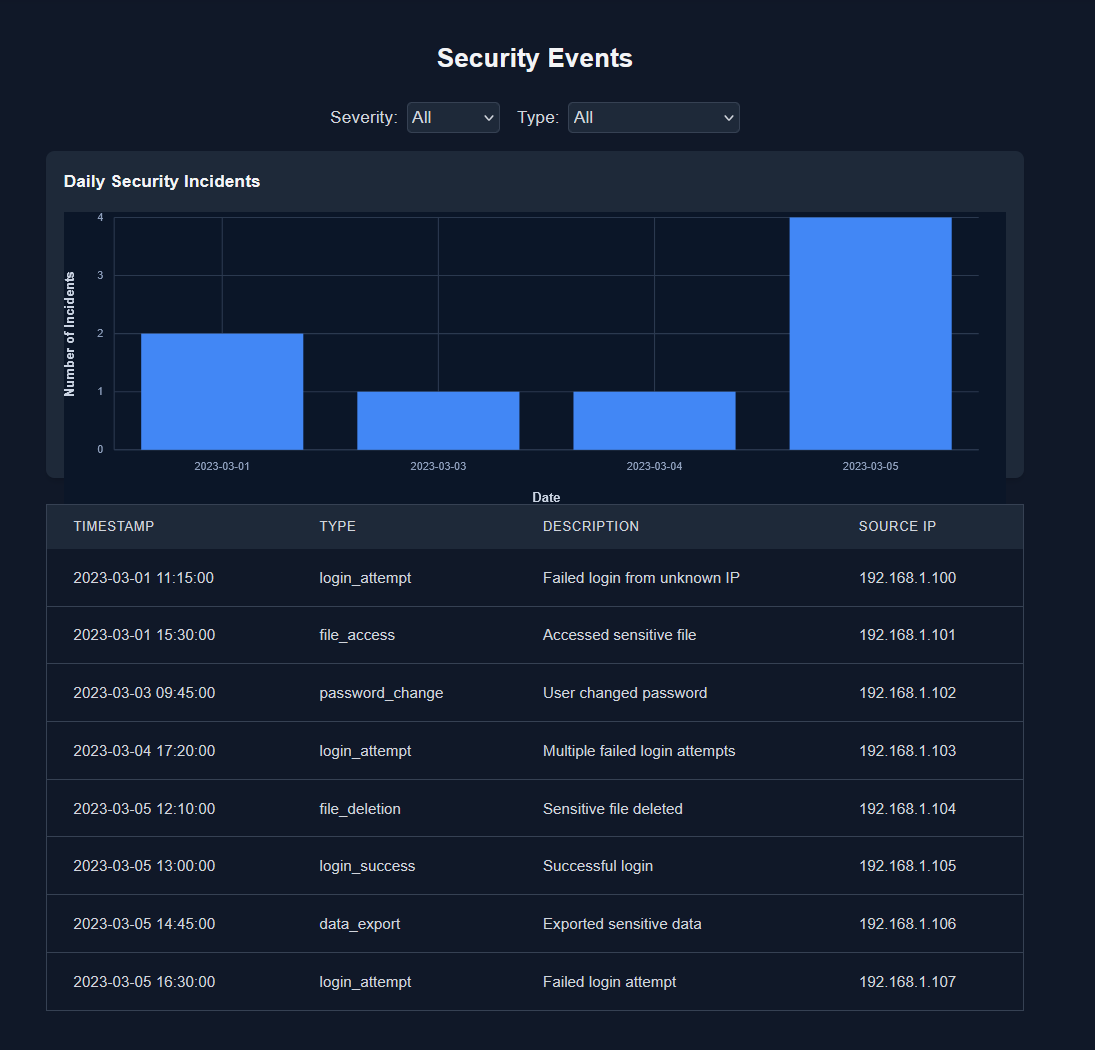 Security Events
Severity: All Type: All
Daily Security Incidents
Number of Incidents
4
3
2
1
0
2023-03-01 2023-03-03 2023-03-04 2023-03-05
Date
TIMESTAMP TYPE DESCRIPTION SOURCE IP
2023-03-01 11:15:00 login_attempt Failed login from unknown IP 192.168.1.100
2023-03-01 15:30:00 file_access Accessed sensitive file 192.168.1.101
2023-03-03 09:45:00 password_change User changed password 192.168.1.102
2023-03-04 17:20:00 login_attempt Multiple failed login attempts 192.168.1.103
2023-03-05 12:10:00 file_deletion Sensitive file deleted 192.168.1.104
2023-03-05 13:00:00 login_success Successful login 192.168.1.105
2023-03-05 14:45:00 data_export Exported sensitive data 192.168.1.106
2023-03-05 16:30:00 login_attempt Failed login attempt 192.168.1.107